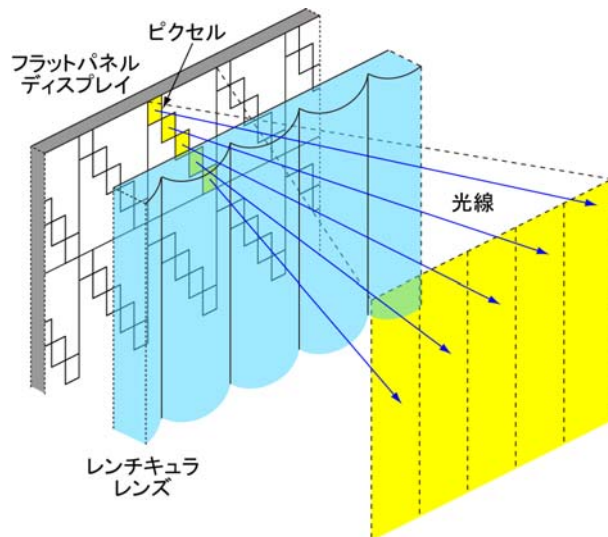 ピクセル
フラットパネル
ディスプレイ
光線
レンチキュラ
レンズ